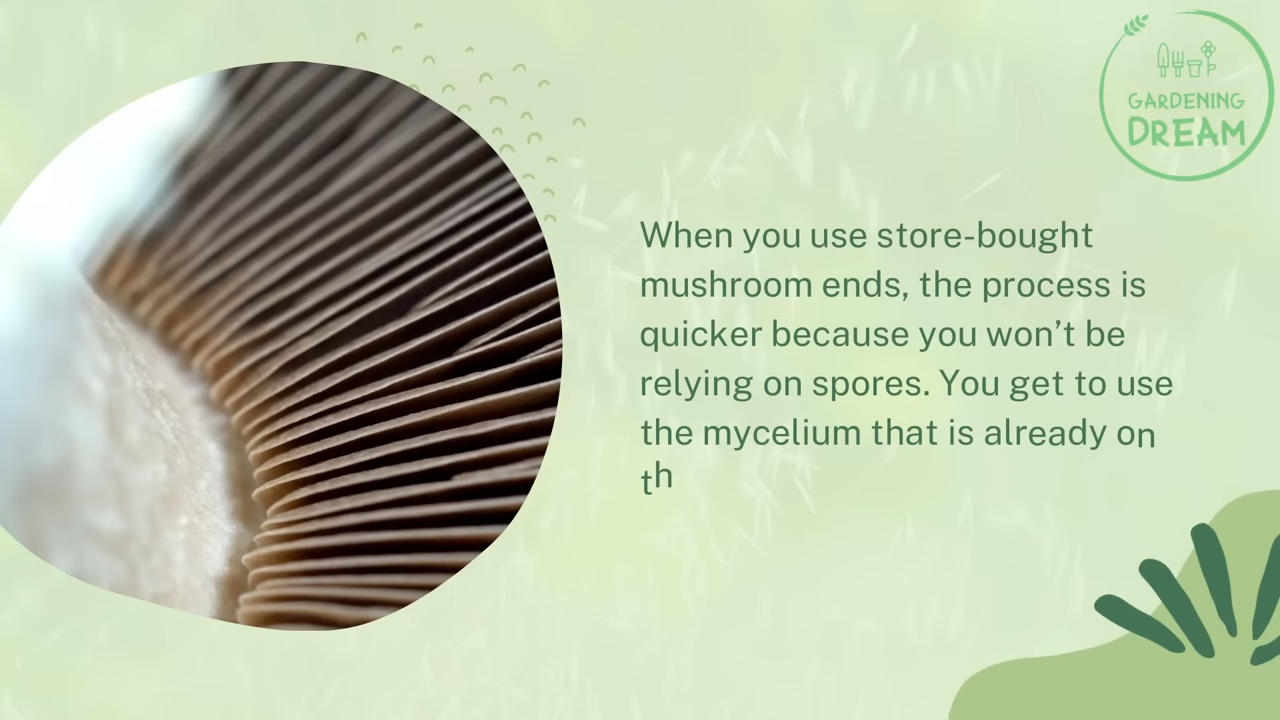 GARDENING
DREAM
When you use store-bought
mushroom ends, the process is
quicker because you won’t be
relying on spores. You get to use
the mycelium that is already on
th